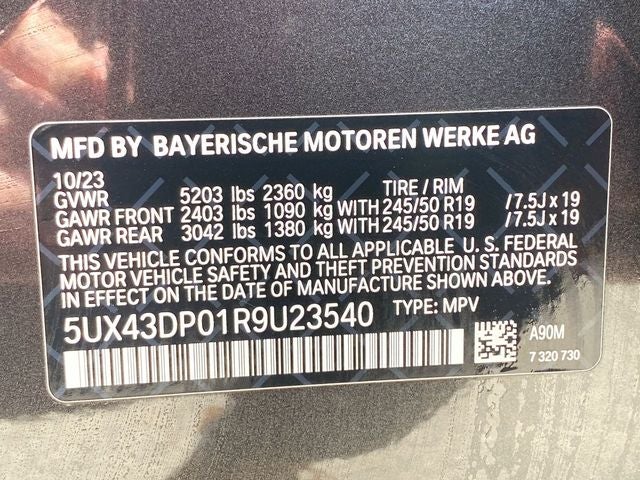 MFD BY BAYERISCHE MOTOREN WERKE AG
10/23
GVWR 5203 lbs 2360 kg TIRE / RIM
GAWR FRONT 2403 lbs 1090 kg WITH 245/50 R19 /7.5J x 19
GAWR REAR 3042 lbs 1380 kg WITH 245/50 R19 /7.5J x 19
THIS VEHICLE CONFORMS TO ALL APPLICABLE U. S. FEDERAL
MOTOR VEHICLE SAFETY AND THEFT PREVENTION STANDARDS
IN EFFECT ON THE DATE OF MANUFACTURE SHOWN ABOVE.
5UX43DP01R9U23540 TYPE: MPV
A90M
7 320 730